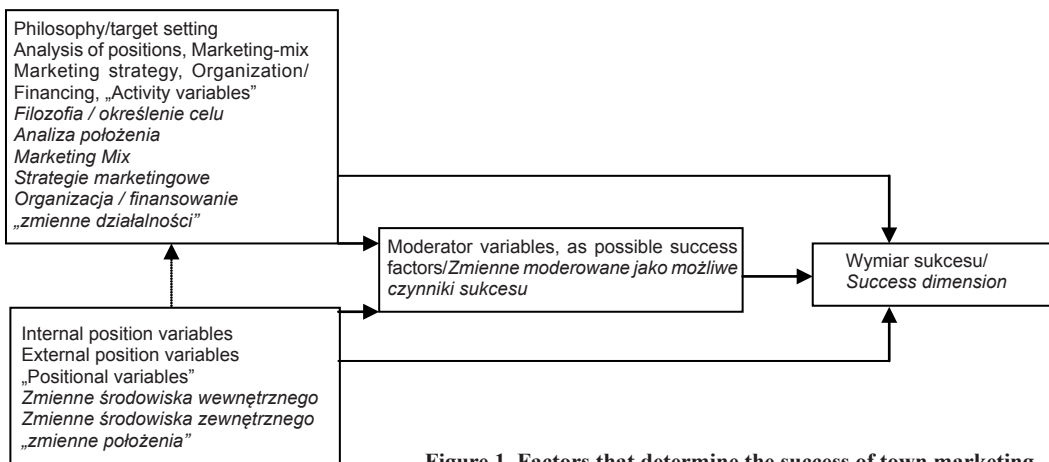 Philosophy/target setting
Analysis of positions, Marketing-mix
Marketing strategy, Organization/
Financing, „Activity variables”
Filozofia / określenie celu
Analiza położenia
Marketing Mix
Strategie marketingowe
Organizacja / finansowanie
„zmienne działalności”
Moderator variables, as possible success
factors/Zmienne moderowane jako możliwe
czynniki sukcesu
Wymiar sukcesu/
Success dimension
Internal position variables
External position variables
„Positional variables”
Zmienne środowiska wewnętrznego
Zmienne środowiska zewnętrznego
„zmienne położenia”
Figure 1. Factors that determine the success of town marketing